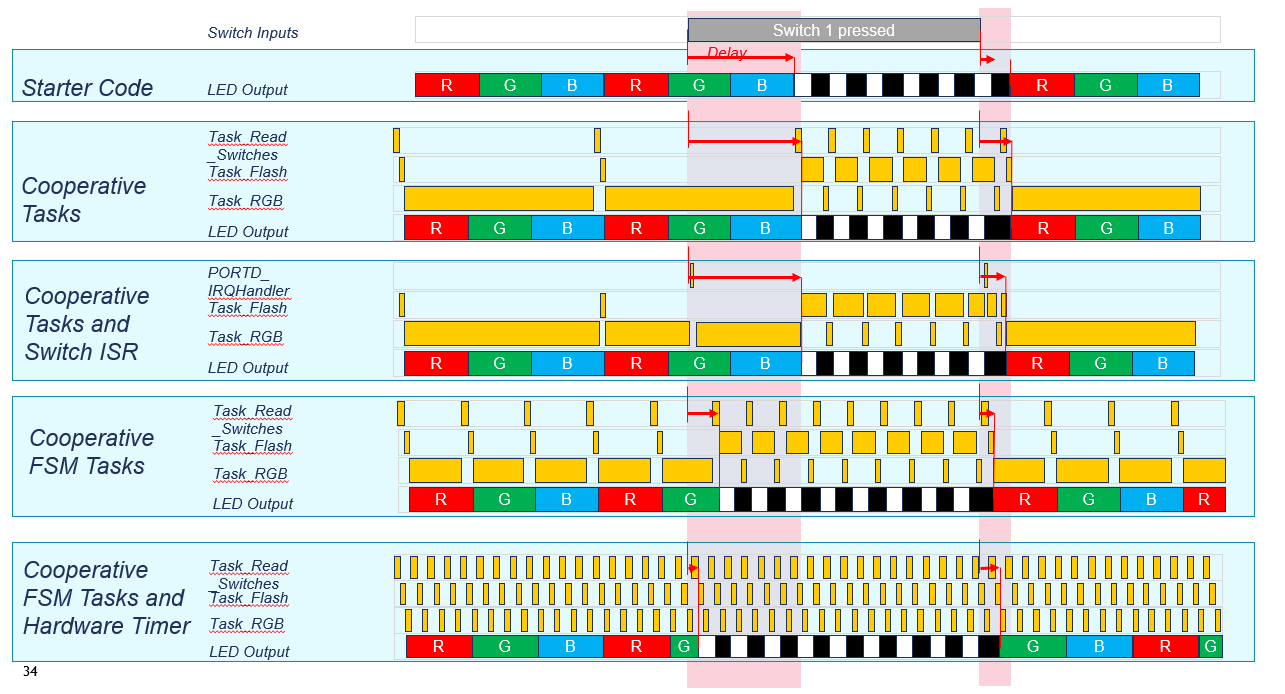 Switch Inputs
Switch 1 pressed
Delay
Starter Code
LED Output
R G B R G B R G B
Cooperative
Tasks
Task_Read
_Switches
Task_Flash
Task_RGB
LED Output
R G B R G B R G B
Cooperative
Tasks and
Switch ISR
PORTD_
IRQHandler
Task_Flash
Task_RGB
LED Output
R G B R G B R G B
Cooperative
FSM Tasks
Task_Read
_Switches
Task_Flash
Task_RGB
LED Output
R G B R G R G B R
Cooperative
FSM Tasks and
Hardware Timer
Task_Read
_Switches
Task_Flash
Task_RGB
LED Output
R G B R G G B R G
34